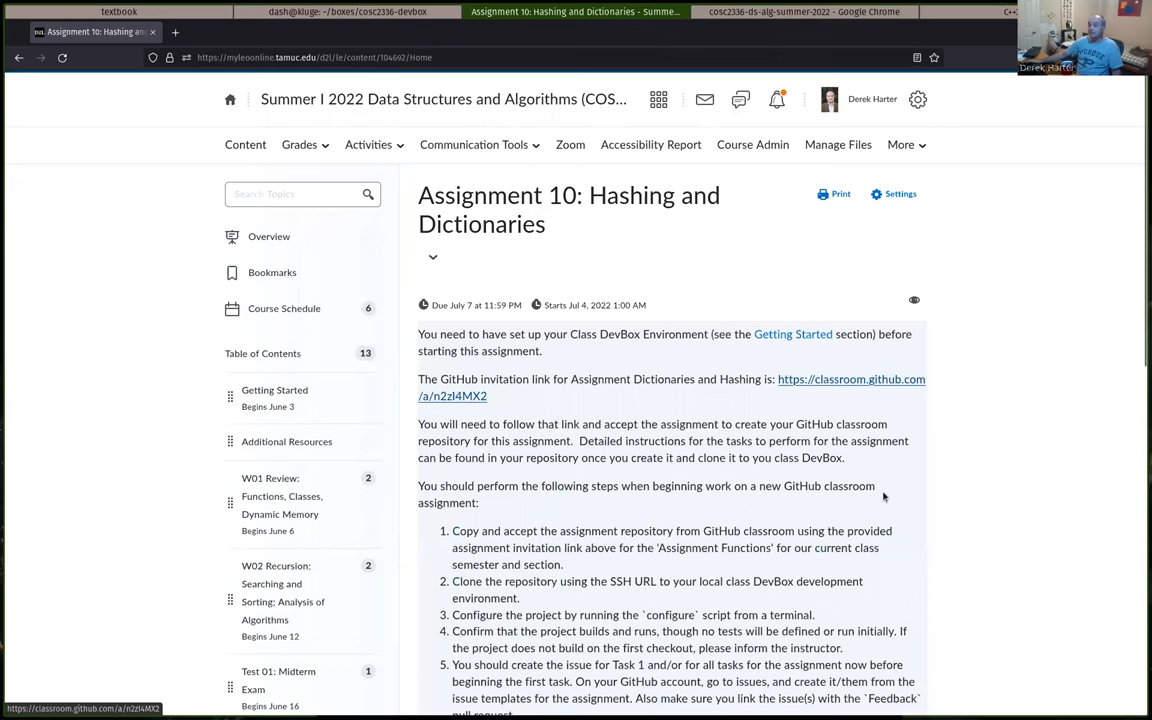 textbook
dash@kluge: ~/boxes/cosc2336-devbox
Assignment 10: Hashing and Dictionaries - Summe...
cosc2336-ds-alg-summer-2022 - Google Chrome
C++
Assignment 10: Hashing an
https://myleoonline.tamuc.edu/d2l/le/content/104692/Home
Derek Harter
Summer I 2022 Data Structures and Algorithms (COS...
Derek Harter
Content
Grades
Activities
Communication Tools
Zoom
Accessibility Report
Course Admin
Manage Files
More
Search Topics
Overview
Bookmarks
Course Schedule
6
Table of Contents
13
Getting Started
Begins June 3
Additional Resources
W01 Review:
Functions, Classes,
Dynamic Memory
Begins June 6
2
W02 Recursion;
Searching and
Sorting; Analysis of
Algorithms
Begins June 12
2
Test 01: Midterm
Exam
Begins June 16
1
Assignment 10: Hashing and
Dictionaries
Print
Settings
Due July 7 at 11:59 PM
Starts Jul 4, 2022 1:00 AM
You need to have set up your Class DevBox Environment (see the Getting Started section) before
starting this assignment.
The GitHub invitation link for Assignment Dictionaries and Hashing is: https://classroom.github.com
/a/n2zI4MX2
You will need to follow that link and accept the assignment to create your GitHub classroom
repository for this assignment. Detailed instructions for the tasks to perform for the assignment
can be found in your repository once you create it and clone it to you class DevBox.
You should perform the following steps when beginning work on a new GitHub classroom
assignment:
1. Copy and accept the assignment repository from GitHub classroom using the provided
assignment invitation link above for the 'Assignment Functions' for our current class
semester and section.
2. Clone the repository using the SSH URL to your local class DevBox development
environment.
3. Configure the project by running the `configure` script from a terminal.
4. Confirm that the project builds and runs, though no tests will be defined or run initially. If
the project does not build on the first checkout, please inform the instructor.
5. You should create the issue for Task 1 and/or for all tasks for the assignment now before
beginning the first task. On your GitHub account, go to issues, and create it/them from the
issue templates for the assignment. Also make sure you link the issue(s) with the `Feedback`
pull request.
https://classroom.github.com/a/n2zI4MX2